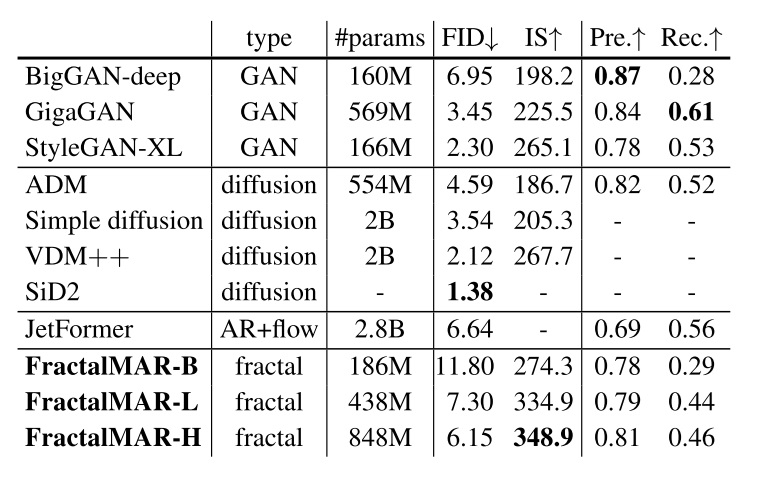 type #params FID↓ IS↑ Pre.↑ Rec.↑
BigGAN-deep GAN 160M 6.95 198.2 0.87 0.28
GigaGAN GAN 569M 3.45 225.5 0.84 0.61
StyleGAN-XL GAN 166M 2.30 265.1 0.78 0.53
ADM diffusion 554M 4.59 186.7 0.82 0.52
Simple diffusion diffusion 2B 3.54 205.3 - -
VDM++ diffusion 2B 2.12 267.7 - -
SiD2 diffusion - 1.38 - - -
JetFormer AR+flow 2.8B 6.64 - 0.69 0.56
FractalMAR-B fractal 186M 11.80 274.3 0.78 0.29
FractalMAR-L fractal 438M 7.30 334.9 0.79 0.44
FractalMAR-H fractal 848M 6.15 348.9 0.81 0.46